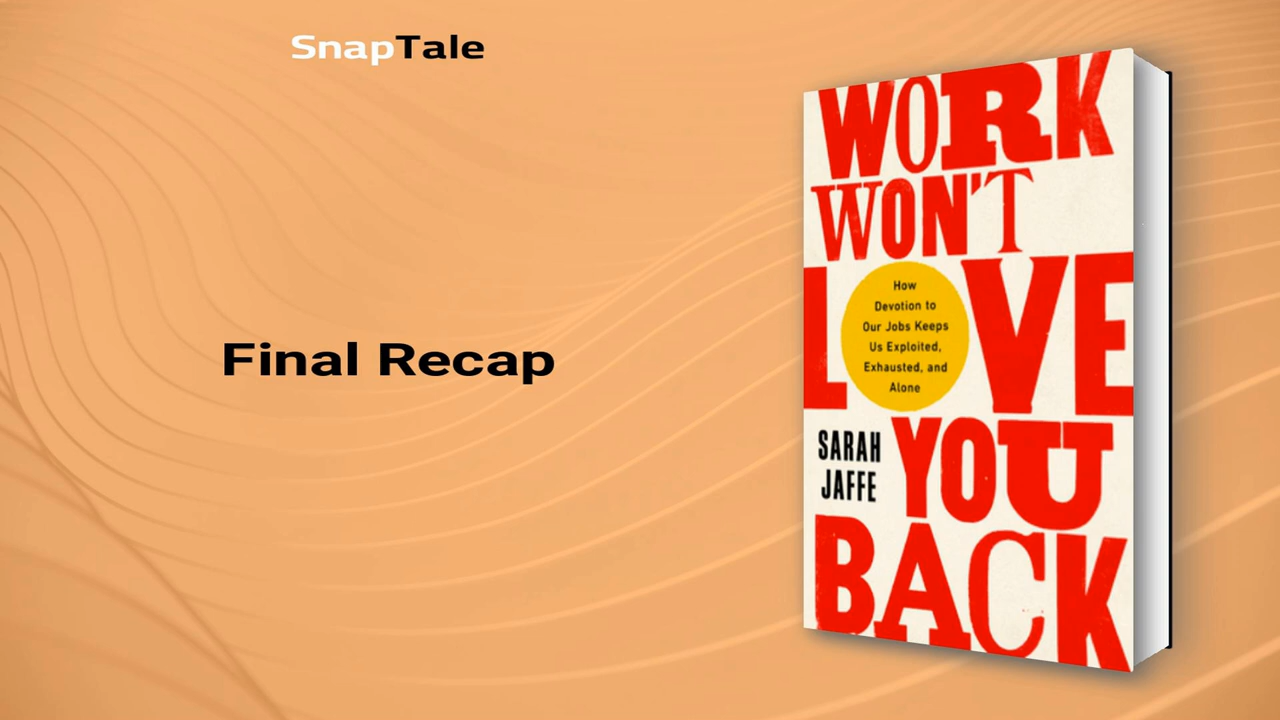 SnapTale
Final Recap
WORK
WON'T
LOVE
How
Devotion to
Our Jobs Keeps
Us Exploited,
Exhausted, and
Alone
SARAH
JAFFE
YOU
BACK